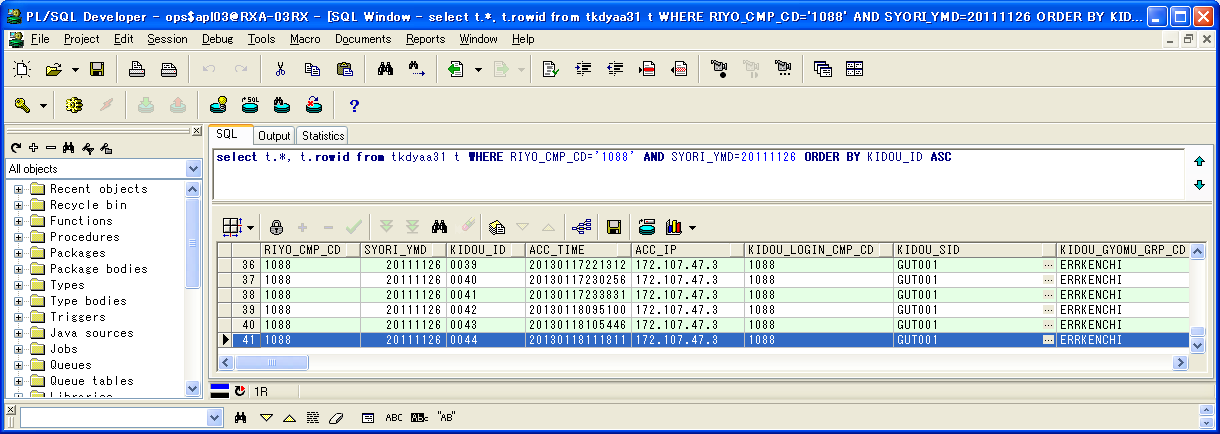 PL/SQL Developer - ops$apl03@RXA-03RX - [SQL Window - select t.*, t.rowid from tkdyaa31 t WHERE RIYO_CMP_CD='1088' AND SYORI_YMD=20111126 ORDER BY KID...
File Project Edit Session Debug Tools Macro Documents Reports Window Help
SQL
?
SQL Output Statistics
All objects
select t.*, t.rowid from tkdyaa31 t WHERE RIYO_CMP_CD='1088' AND SYORI_YMD=20111126 ORDER BY KIDOU_ID ASC
Recent objects
Recycle bin
Functions
Procedures
Packages
Package bodies
Types
Type bodies
Triggers
Java sources
Jobs
Queues
Queue tables
Libraries
RIYO_CMP_CD SYORI_YMD KIDOU_ID ACC_TIME ACC_IP KIDOU_LOGIN_CMP_CD KIDOU_SID KIDOU_GYOMU_GRP_CD
36 1088 20111126 0039 20130117221312 172.107.47.3 1088 GUT001 ... ERRKENCHI
37 1088 20111126 0040 20130117230256 172.107.47.3 1088 GUT001 ... ERRKENCHI
38 1088 20111126 0041 20130117233831 172.107.47.3 1088 GUT001 ... ERRKENCHI
39 1088 20111126 0042 20130118095100 172.107.47.3 1088 GUT001 ... ERRKENCHI
40 1088 20111126 0043 20130118105446 172.107.47.3 1088 GUT001 ... ERRKENCHI
41 1088 20111126 0044 20130118111811 172.107.47.3 1088 GUT001 ... ERRKENCHI
1R
ABC "AB"